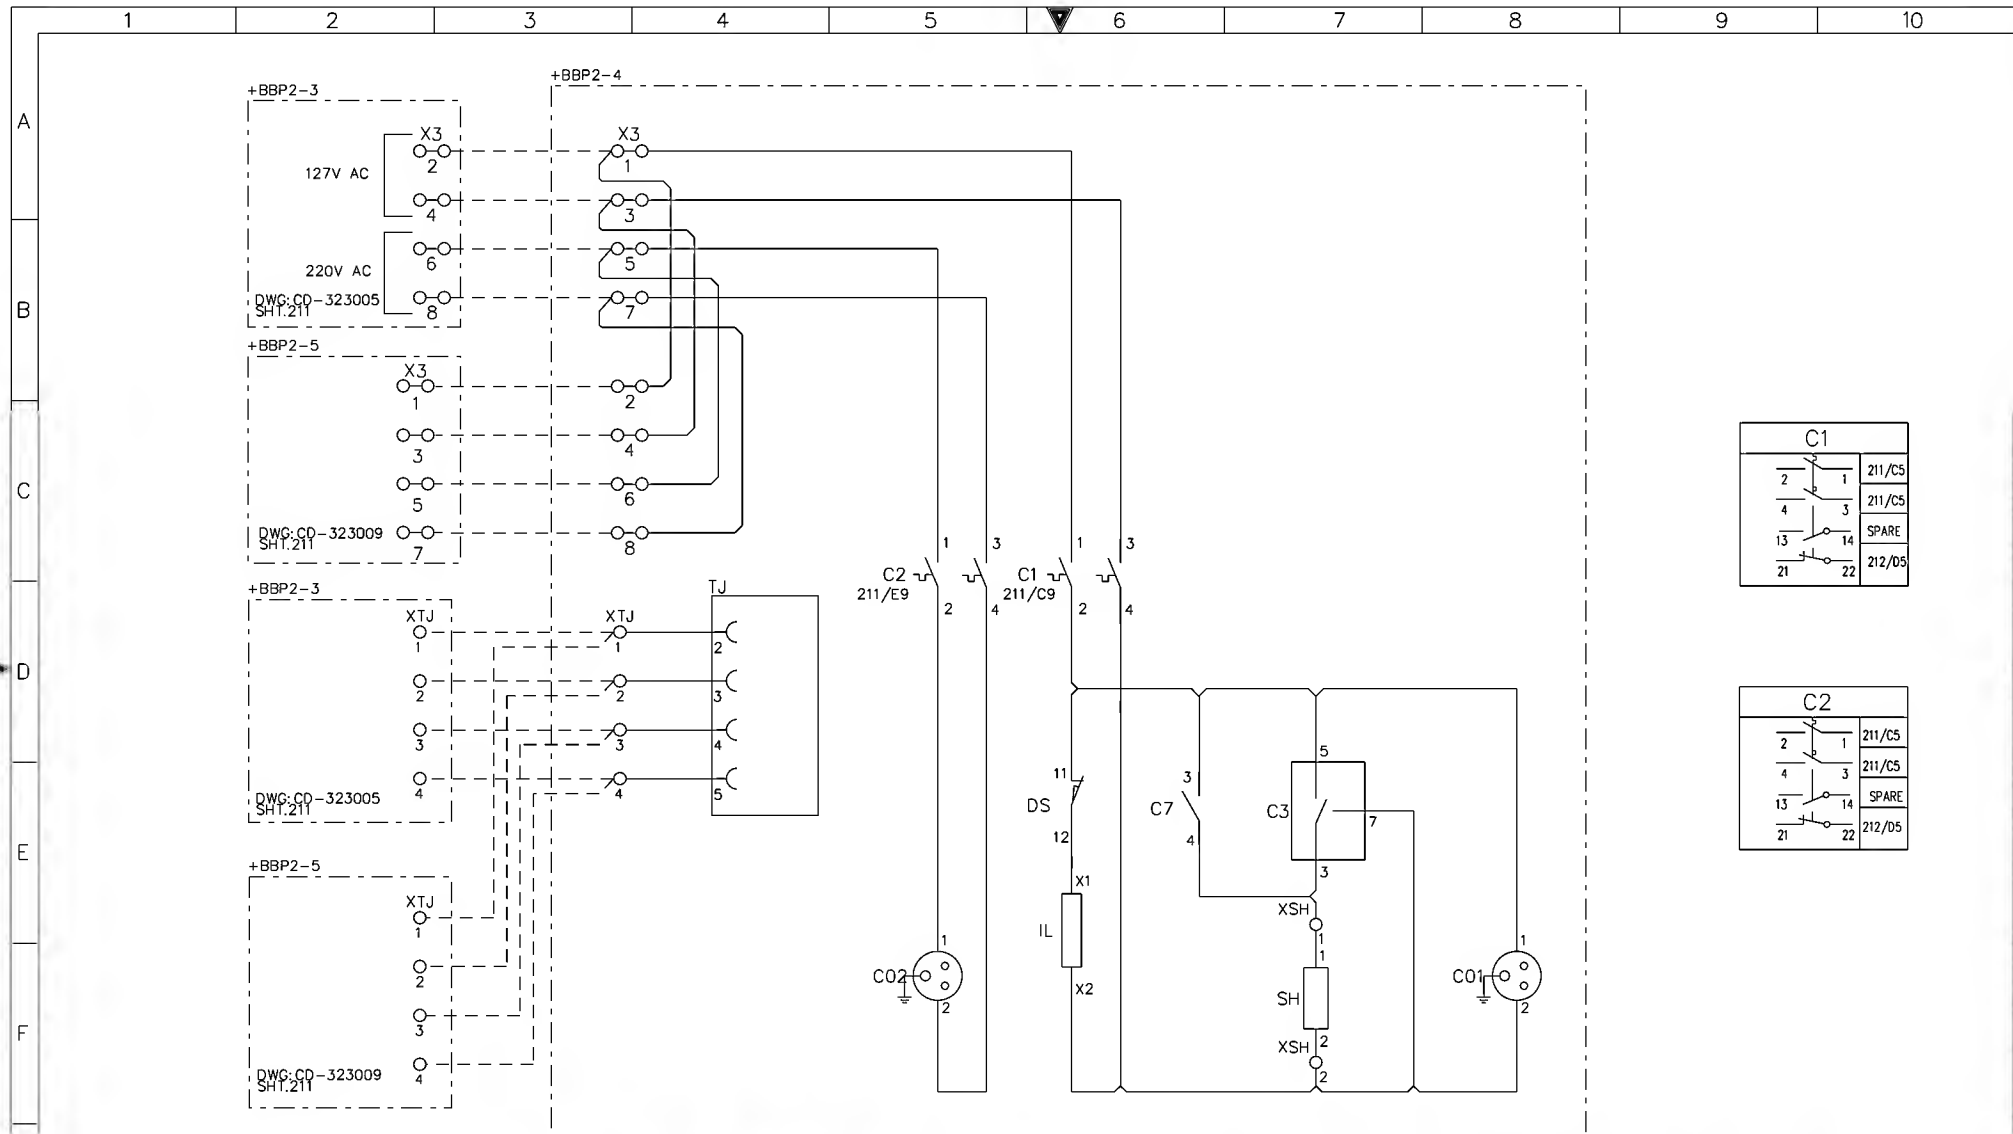 1 2 3 4 5 6 7 8 9 10
A
B
C
D
E
F
+BBP2-3
X3
127V AC
2
4
220V AC
6
8
DWG:CD-323005
SHT.211
+BBP2-5
X3
1
3
5
7
DWG:CD-323009
SHT.211
+BBP2-3
XTJ
1
2
3
4
DWG:CD-323005
SHT.211
+BBP2-5
XTJ
1
2
3
4
DWG:CD-323009
SHT.211
+BBP2-4
X3
1
3
5
7
2
4
6
8
XTJ
1
2
3
4
TJ
2
3
4
5
1 3
C2
211/E9
2 4
1 3
C1
211/C9
2 4
C02
1
2
11
DS
12
X1
IL
X2
3
C7
4
5
C3
7
3
XSH
1
1
SH
2
XSH
2
C01
1
2
C1
2 1 211/C5
4 3 211/C5
13 14 SPARE
21 22 212/D5
C2
2 1 211/C5
4 3 211/C5
13 14 SPARE
21 22 212/D5